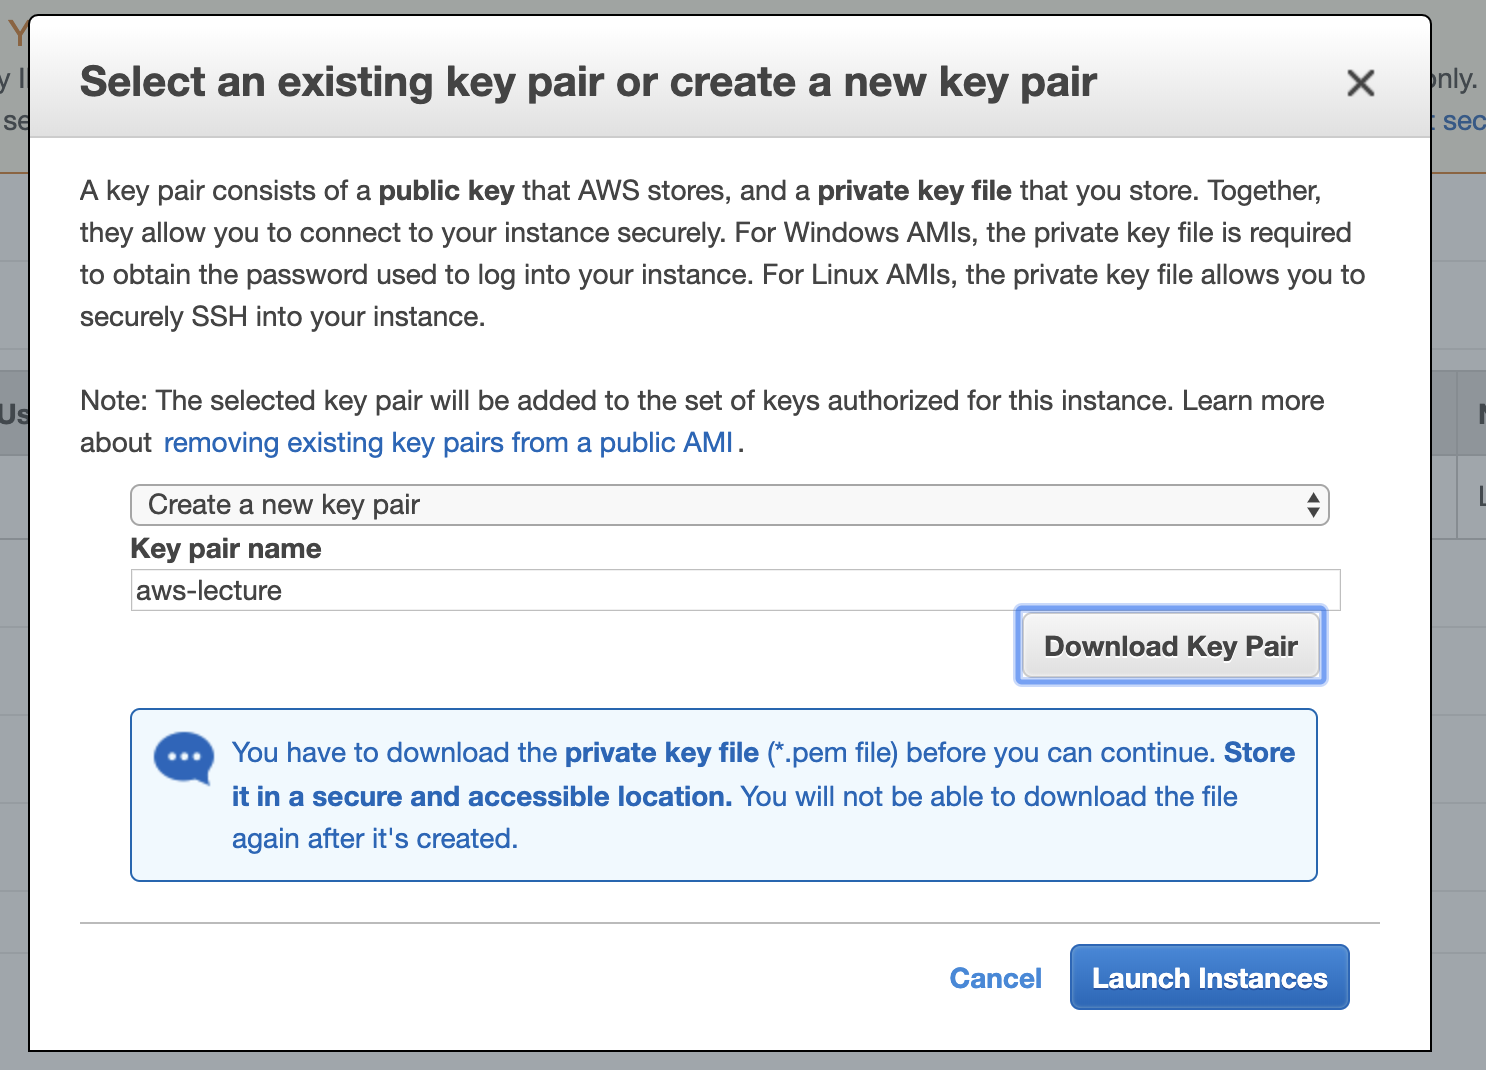 Select an existing key pair or create a new key pair
only.
sec
A key pair consists of a public key that AWS stores, and a private key file that you store. Together,
they allow you to connect to your instance securely. For Windows AMIs, the private key file is required
to obtain the password used to log into your instance. For Linux AMIs, the private key file allows you to
securely SSH into your instance.
Note: The selected key pair will be added to the set of keys authorized for this instance. Learn more
about removing existing key pairs from a public AMI.
Us
Create a new key pair
Key pair name
aws-lecture
Download Key Pair
You have to download the private key file (*.pem file) before you can continue. Store
it in a secure and accessible location. You will not be able to download the file
again after it's created.
Cancel Launch Instances